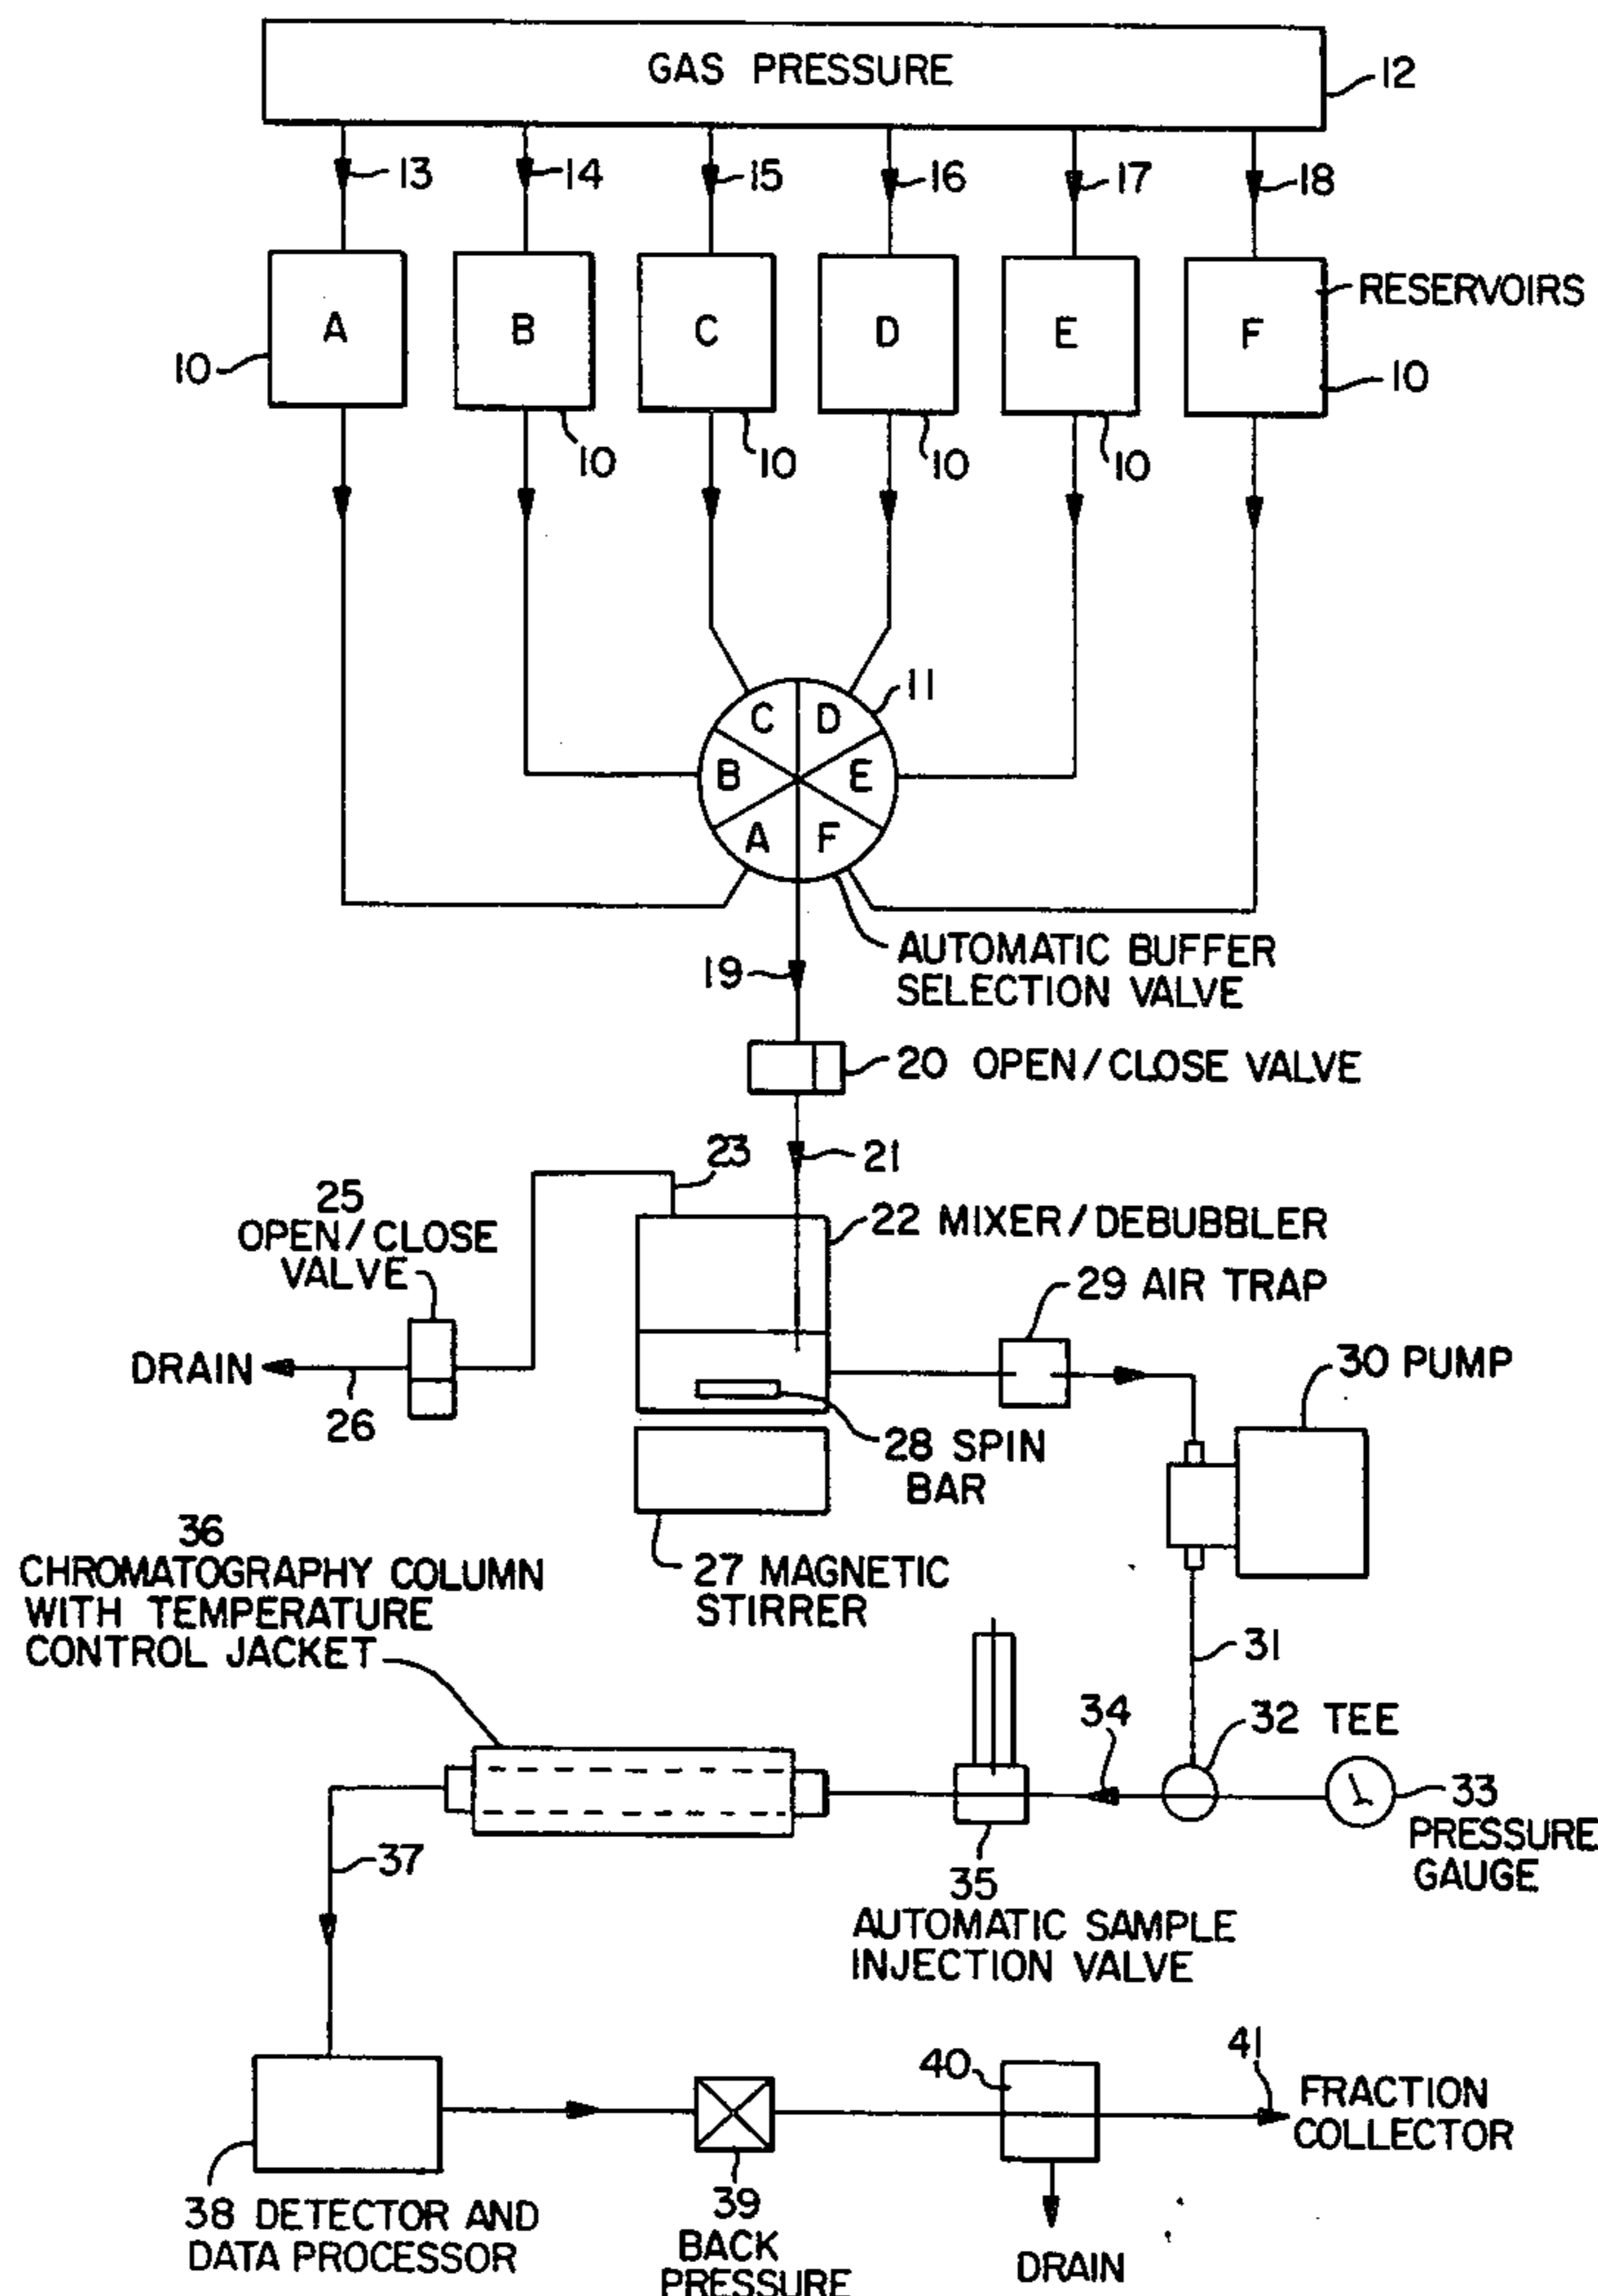 GAS PRESSURE
12
13
14
15
16
17
18
A
B
C
D
E
F
RESERVOIRS
10
10
10
10
10
10
11
C
D
B
E
A
F
AUTOMATIC BUFFER
SELECTION VALVE
19
20 OPEN/CLOSE VALVE
21
23
25
OPEN/CLOSE
VALVE
22 MIXER/DEBUBBLER
29 AIR TRAP
DRAIN
26
30 PUMP
28 SPIN
BAR
27 MAGNETIC
STIRRER
36
CHROMATOGRAPHY COLUMN
WITH TEMPERATURE
CONTROL JACKET
31
34
32 TEE
33
PRESSURE
GAUGE
35
AUTOMATIC SAMPLE
INJECTION VALVE
37
38 DETECTOR AND
DATA PROCESSOR
39
BACK
PRESSURE
40
DRAIN
41
FRACTION
COLLECTOR